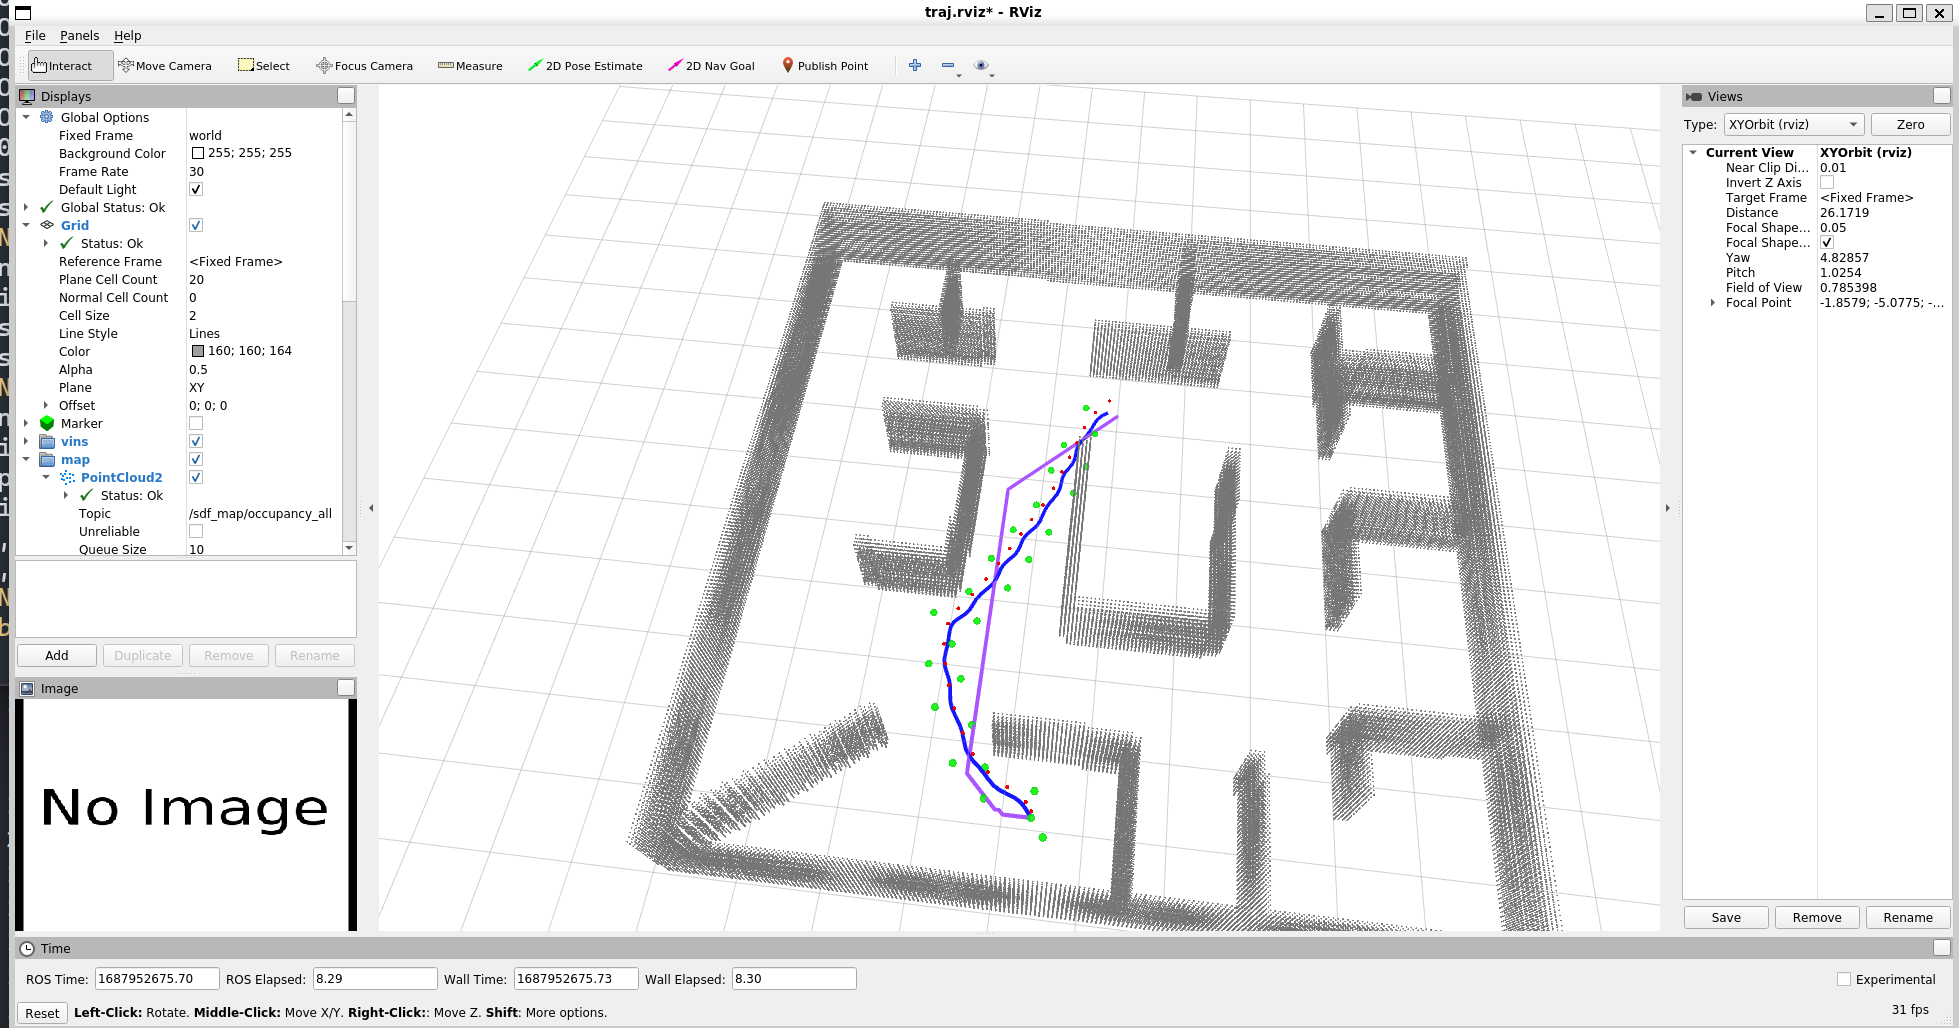 traj.rviz* - RViz
File Panels Help
Interact Move Camera Select Focus Camera Measure 2D Pose Estimate 2D Nav Goal Publish Point
Displays
Global Options
Fixed Frame world
Background Color 255; 255; 255
Frame Rate 30
Default Light
Global Status: Ok
Grid
Status: Ok
Reference Frame <Fixed Frame>
Plane Cell Count 20
Normal Cell Count 0
Cell Size 2
Line Style Lines
Color 160; 160; 164
Alpha 0.5
Plane XY
Offset 0; 0; 0
Marker
vins
map
PointCloud2
Status: Ok
Topic /sdf_map/occupancy_all
Unreliable
Queue Size 10
Add Duplicate Remove Rename
Image
No Image
Views
Type: XYOrbit (rviz) Zero
Current View XYOrbit (rviz)
Near Clip Di... 0.01
Invert Z Axis
Target Frame <Fixed Frame>
Distance 26.1719
Focal Shape... 0.05
Focal Shape...
Yaw 4.82857
Pitch 1.0254
Field of View 0.785398
Focal Point -1.8579; -5.0775; -...
Save Remove Rename
Time
ROS Time: 1687952675.70 ROS Elapsed: 8.29 Wall Time: 1687952675.73 Wall Elapsed: 8.30 Experimental
Reset Left-Click: Rotate. Middle-Click: Move X/Y. Right-Click:: Move Z. Shift: More options. 31 fps